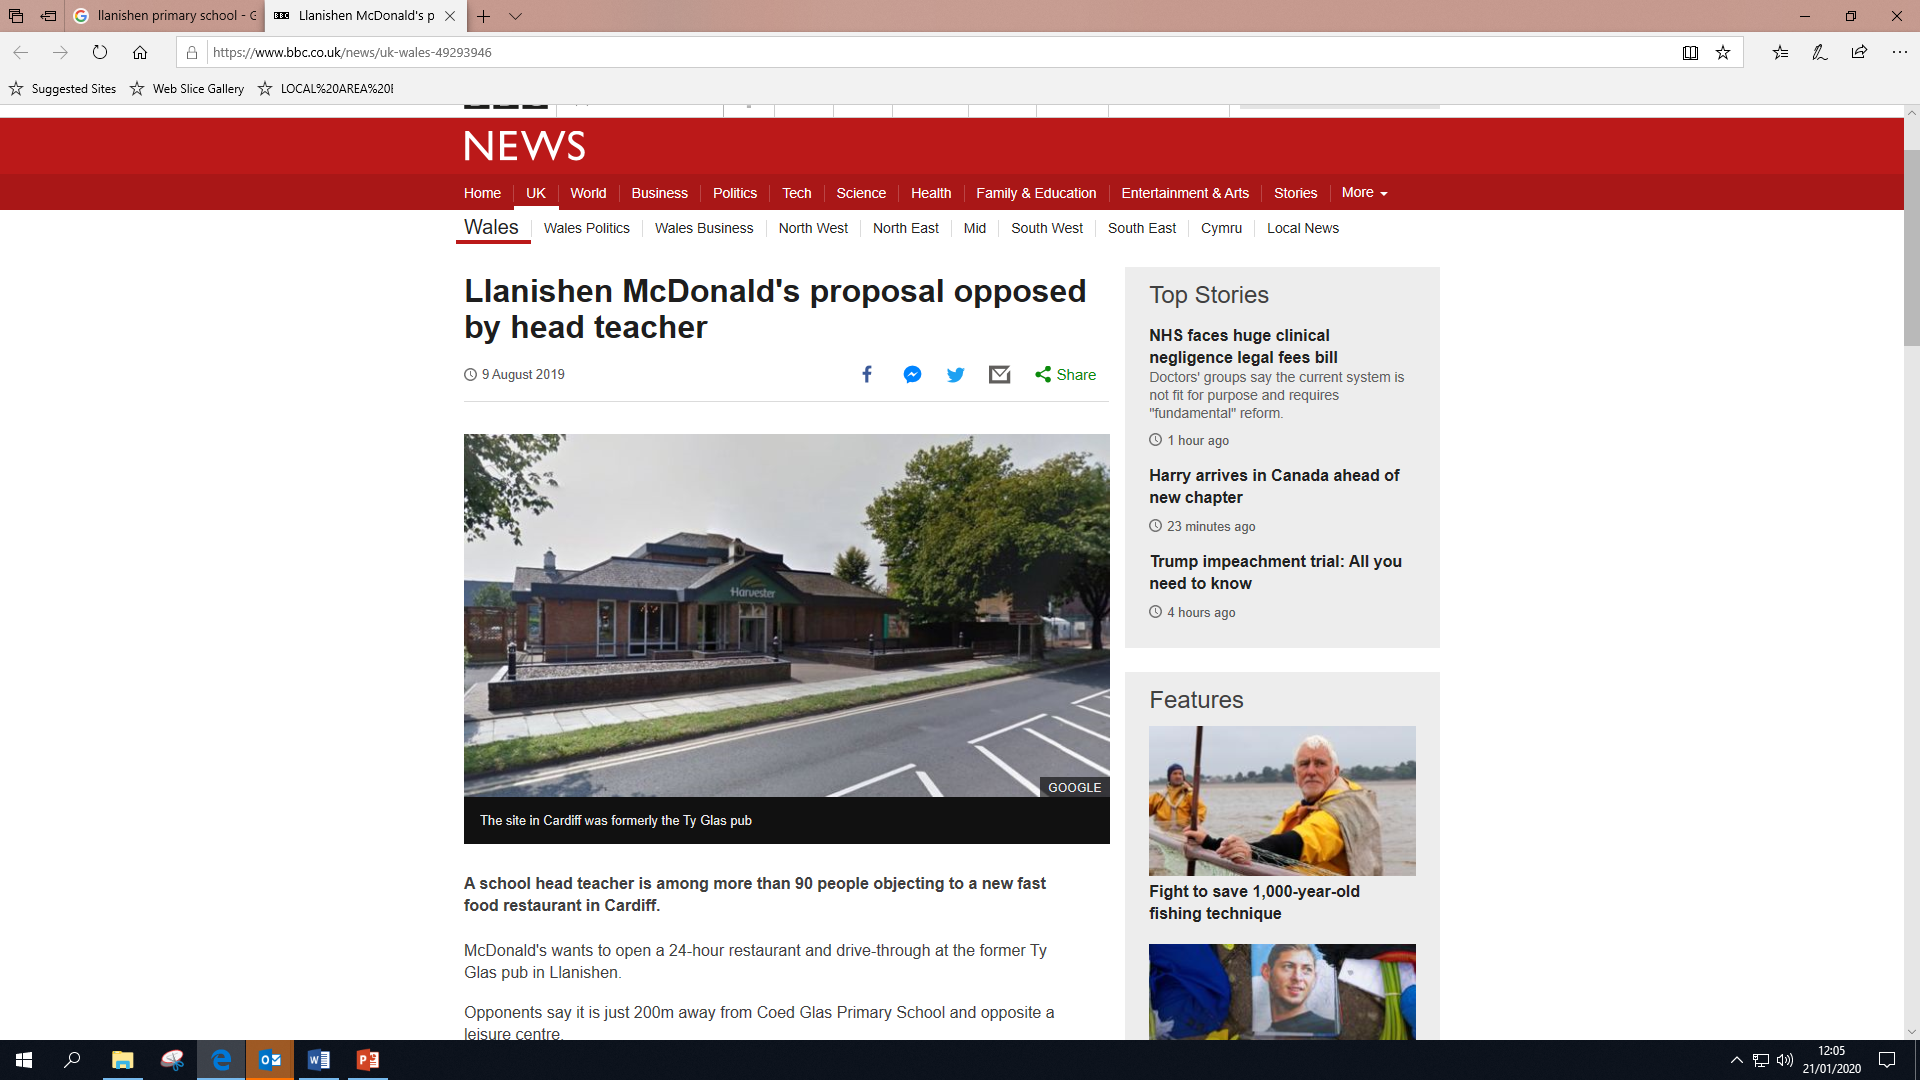 llanishen primary school - G
Llanishen McDonald's p
https://www.bbc.co.uk/news/uk-wales-49293946
Suggested Sites
Web Slice Gallery
LOCAL%20AREA%20
NEWS
Home UK World Business Politics Tech Science Health Family & Education Entertainment & Arts Stories More
Wales Wales Politics Wales Business North West North East Mid South West South East Cymru Local News
Llanishen McDonald's proposal opposed
by head teacher
9 August 2019
Share
Harvester
GOOGLE
The site in Cardiff was formerly the Ty Glas pub
A school head teacher is among more than 90 people objecting to a new fast
food restaurant in Cardiff.
McDonald's wants to open a 24-hour restaurant and drive-through at the former Ty
Glas pub in Llanishen.
Opponents say it is just 200m away from Coed Glas Primary School and opposite a
leisure centre.
Top Stories
NHS faces huge clinical
negligence legal fees bill
Doctors' groups say the current system is
not fit for purpose and requires
"fundamental" reform.
1 hour ago
Harry arrives in Canada ahead of
new chapter
23 minutes ago
Trump impeachment trial: All you
need to know
4 hours ago
Features
Fight to save 1,000-year-old
fishing technique
12:05
21/01/2020